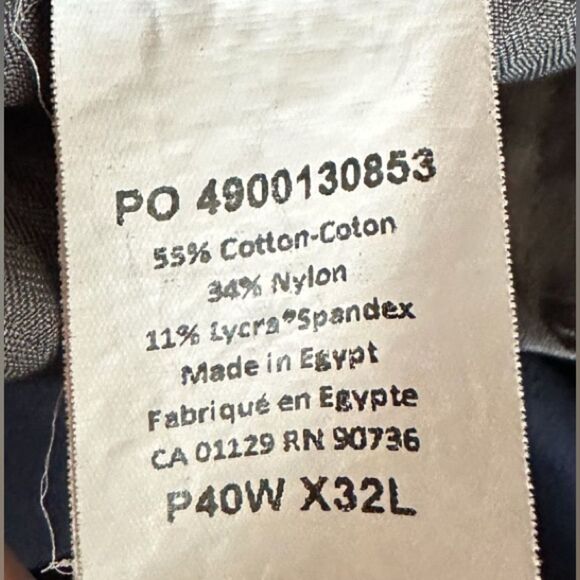 PO 4900130853
55% Cotton-Coton
34% Nylon
11% Lycra®Spandex
Made in Egypt
Fabriqué en Egypte
CA 01129 RN 90736
P40W X32L